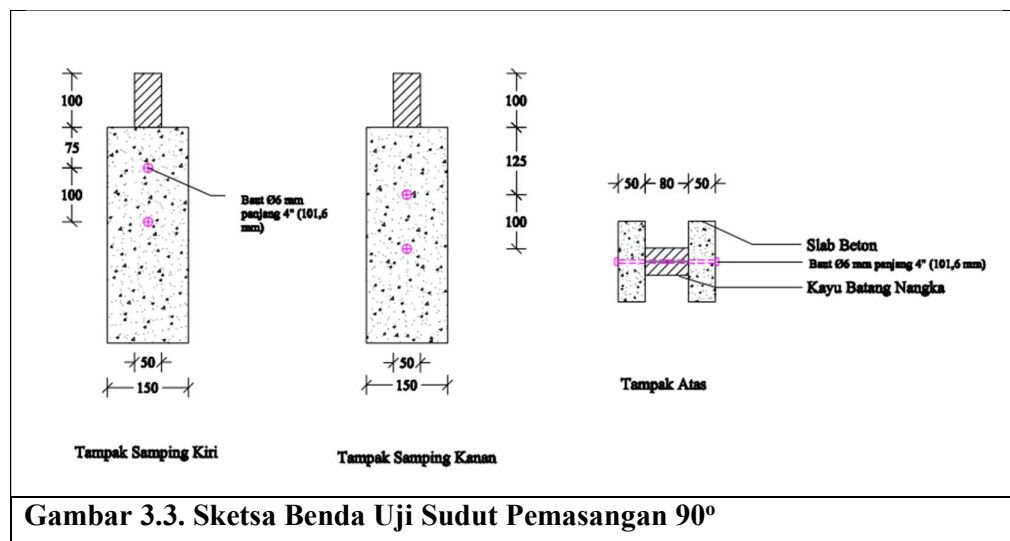 100
75
100
Baut Ø6 mm
panjang 4" (101,6
mm)
50
150
Tampak Samping Kiri
100
125
100
50
150
Tampak Samping Kanan
50 80 50
Slab Beton
Baut Ø6 mm panjang 4" (101,6 mm)
Kayu Batang Nangka
Tampak Atas
Gambar 3.3. Sketsa Benda Uji Sudut Pemasangan 90º